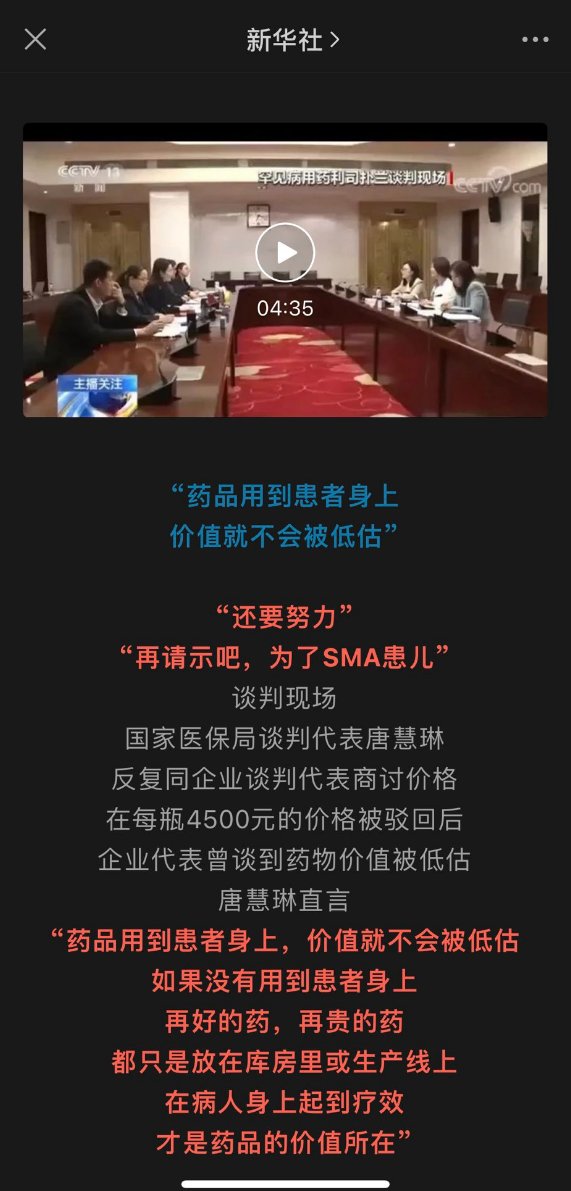 新华社
CCTV 13
新闻
罕见病用药利司扑兰谈判现场
CCTV.com
04:35
主播关注
“药品用到患者身上
价值就不会被低估”
“还要努力”
“再请示吧，为了SMA患儿”
谈判现场
国家医保局谈判代表唐慧琳
反复同企业谈判代表商讨价格
在每瓶4500元的价格被驳回后
企业代表曾谈到药物价值被低估
唐慧琳直言
“药品用到患者身上，价值就不会被低估
如果没有用到患者身上
再好的药，再贵的药
都只是放在库房里或生产线上
在病人身上起到疗效
才是药品的价值所在”